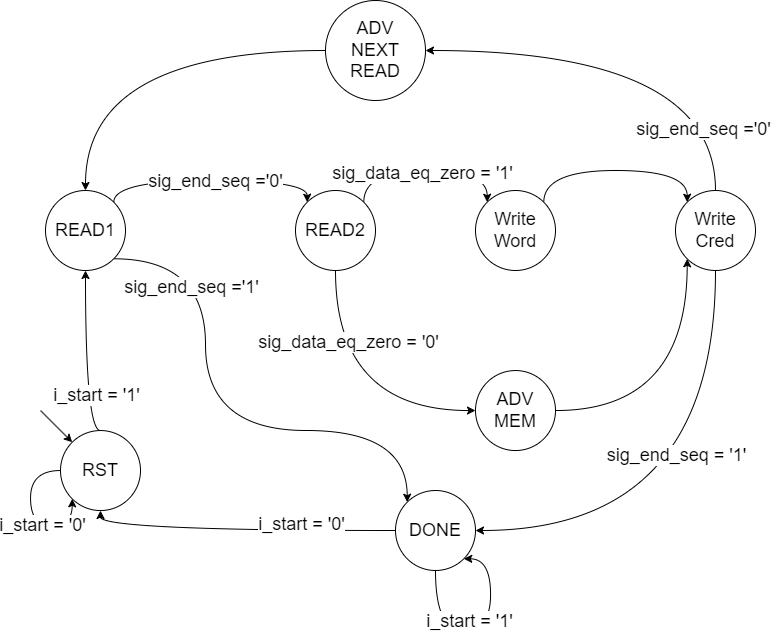 ADV
NEXT
READ
sig_end_seq ='0'
sig_end_seq ='0'
sig_data_eq_zero = '1'
READ1
READ2
Write
Word
Write
Cred
sig_end_seq ='1'
sig_data_eq_zero = '0'
i_start = '1'
ADV
MEM
sig_end_seq = '1'
RST
i_start = '0'
i_start = '0'
DONE
i_start = '1'